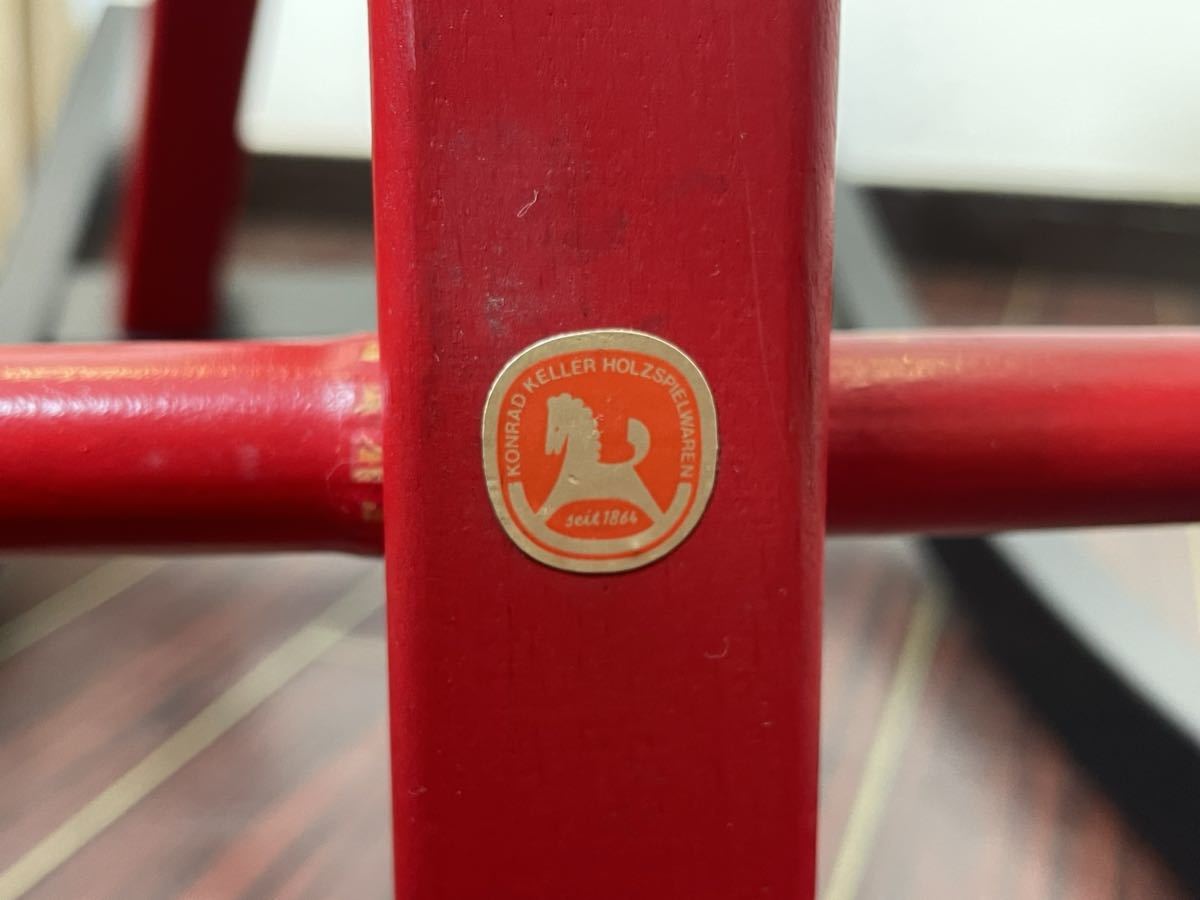 KONRAD KELLER HOLZSPIELWAREN
seit 1864